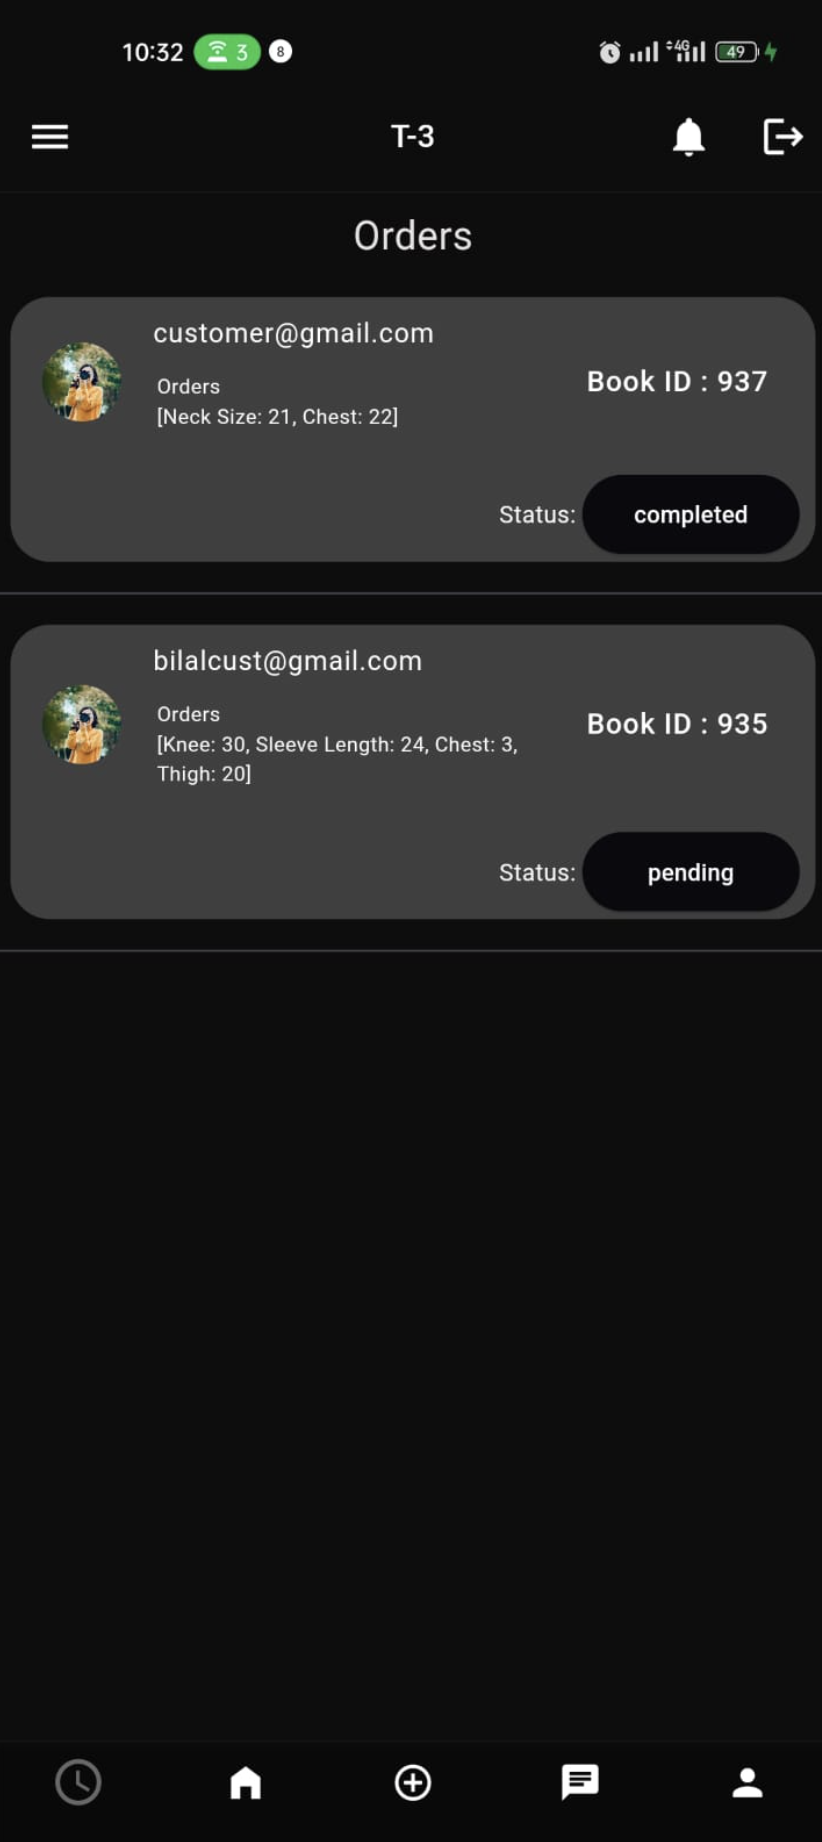 10:32 3 8 4G 49
T-3
Orders
customer@gmail.com
Orders
[Neck Size: 21, Chest: 22]
Book ID : 937
Status: completed
bilalcust@gmail.com
Orders
[Knee: 30, Sleeve Length: 24, Chest: 3,
Thigh: 20]
Book ID : 935
Status: pending